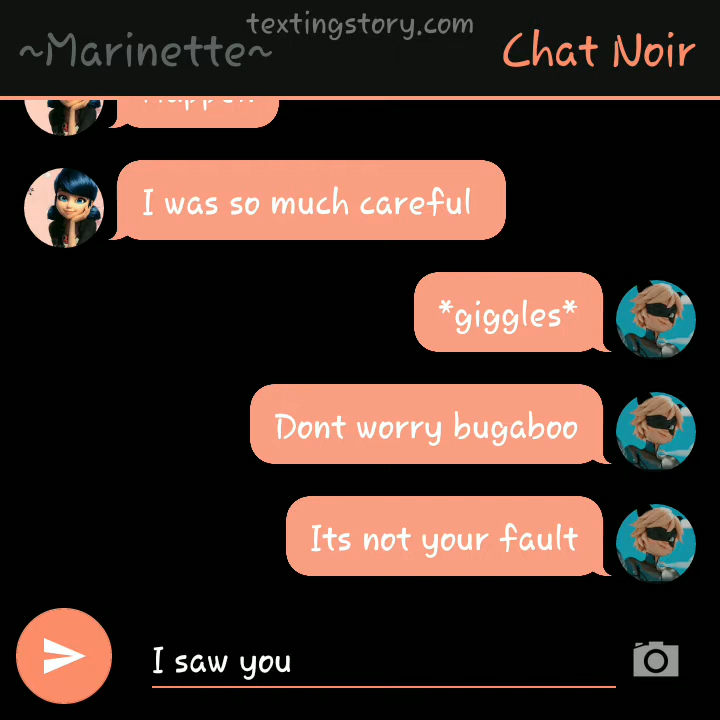 textingstory.com
~Marinette~
Chat Noir
I was so much careful
*giggles*
Dont worry bugaboo
Its not your fault
I saw you